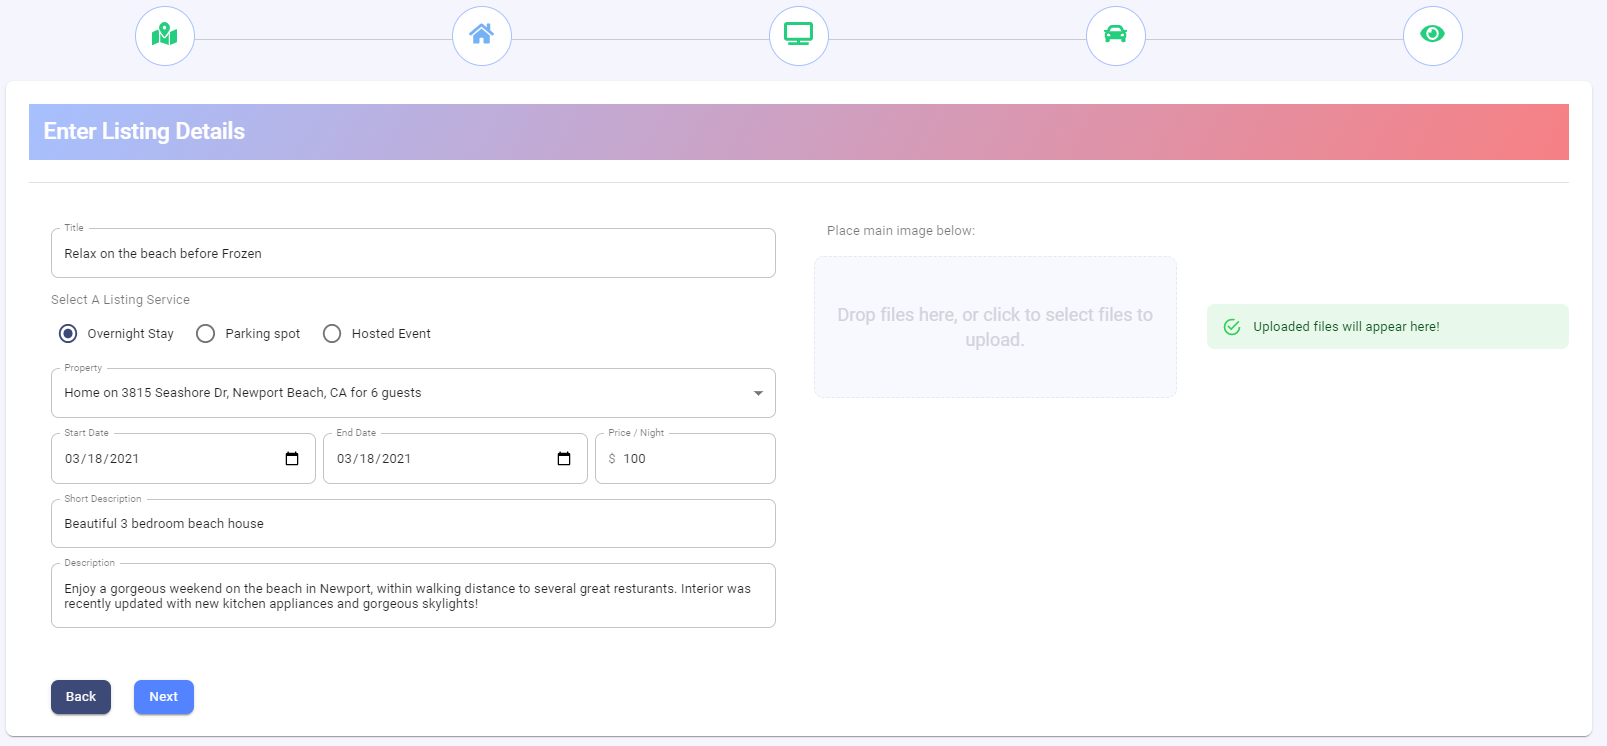 Enter Listing Details
Title
Relax on the beach before Frozen
Select A Listing Service
Overnight Stay Parking spot Hosted Event
Property
Home on 3815 Seashore Dr, Newport Beach, CA for 6 guests
Start Date End Date Price / Night
03/18/2021 03/18/2021 $ 100
Short Description
Beautiful 3 bedroom beach house
Description
Enjoy a gorgeous weekend on the beach in Newport, within walking distance to several great resturants. Interior was
recently updated with new kitchen appliances and gorgeous skylights!
Back Next
Place main image below:
Drop files here, or click to select files to
upload.
Uploaded files will appear here!